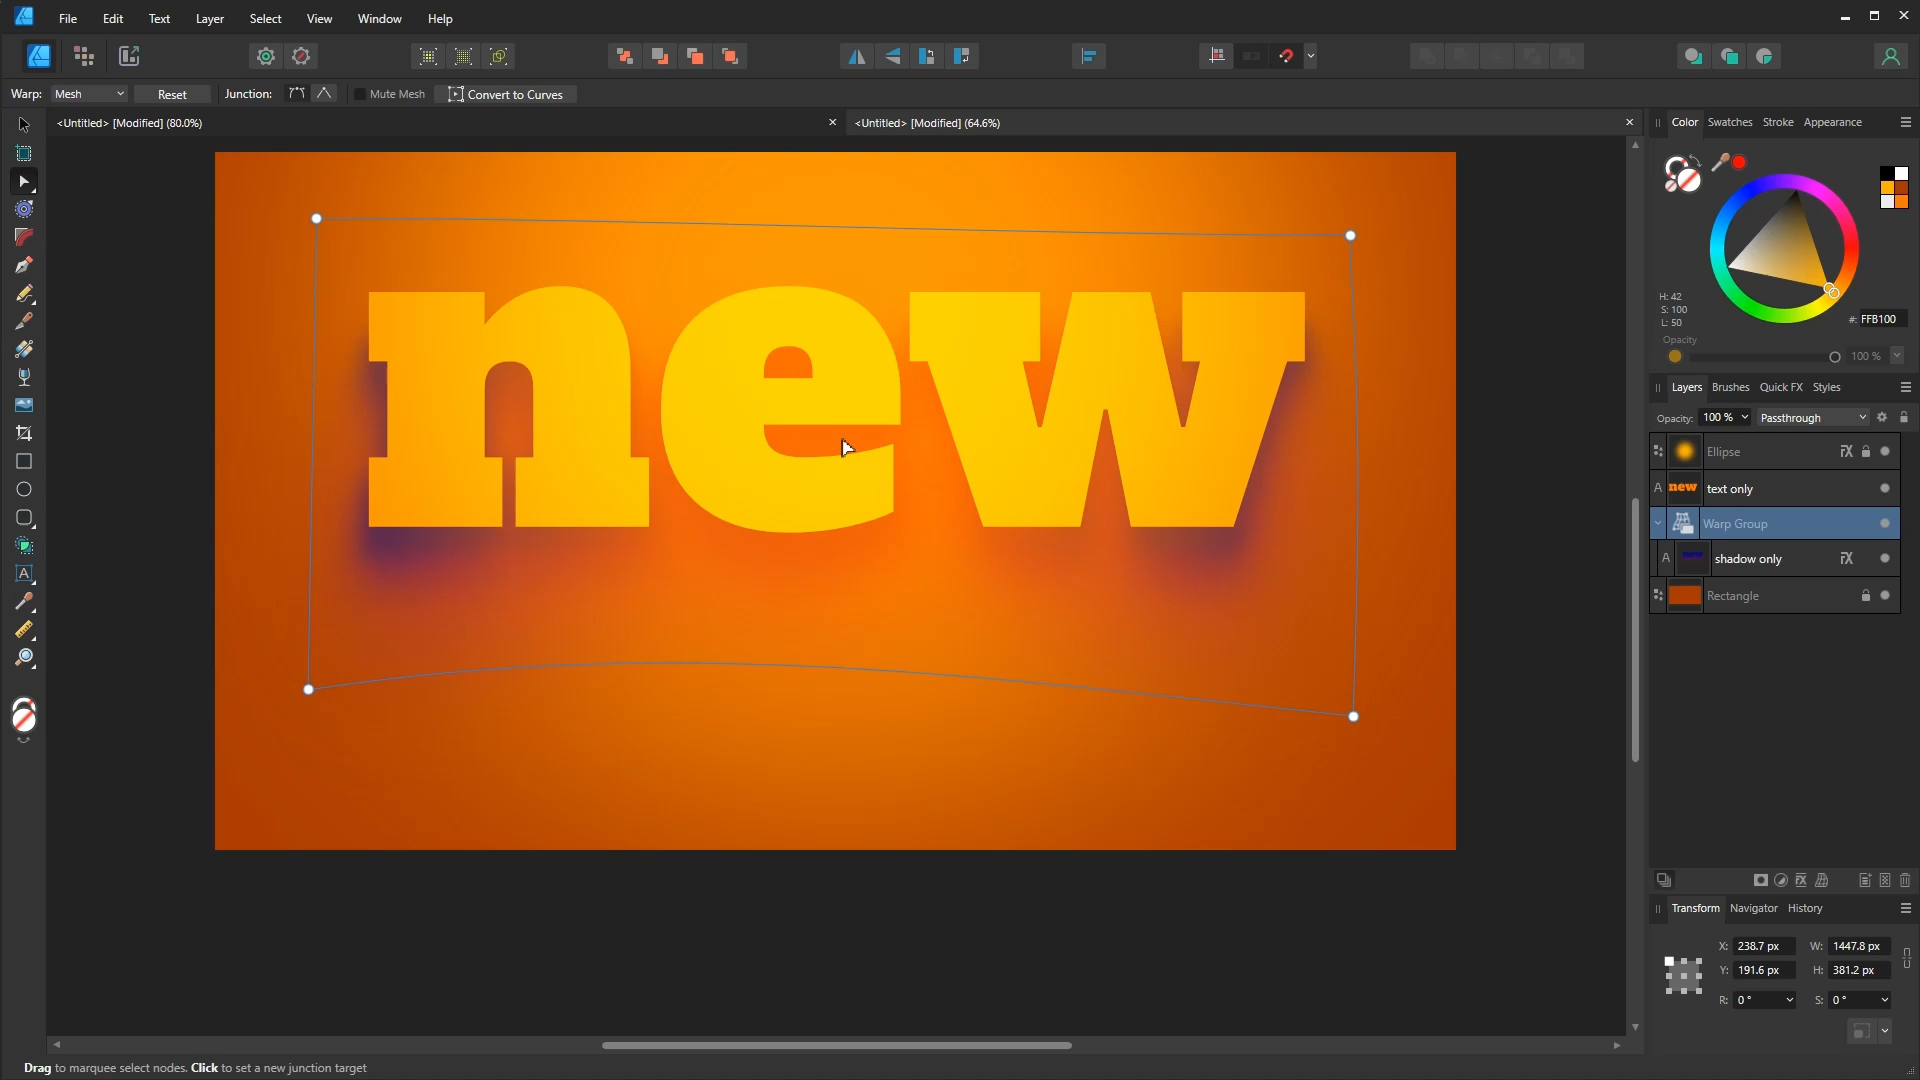 File Edit Text Layer Select View Window Help
Warp: Mesh Reset Junction: Mute Mesh Convert to Curves
<Untitled> [Modified] (80.0%)
<Untitled> [Modified] (64.6%)
new
Color Swatches Stroke Appearance
H: 42
S: 100
L: 50
#: FFB100
Opacity
100 %
Layers Brushes Quick FX Styles
Opacity: 100 % Passthrough
Ellipse
A new text only
Warp Group
A shadow only
Rectangle
Transform Navigator History
X: 238.7 px W: 1447.8 px
Y: 191.6 px H: 381.2 px
R: 0 ° S: 0 °
Drag to marquee select nodes. Click to set a new junction target